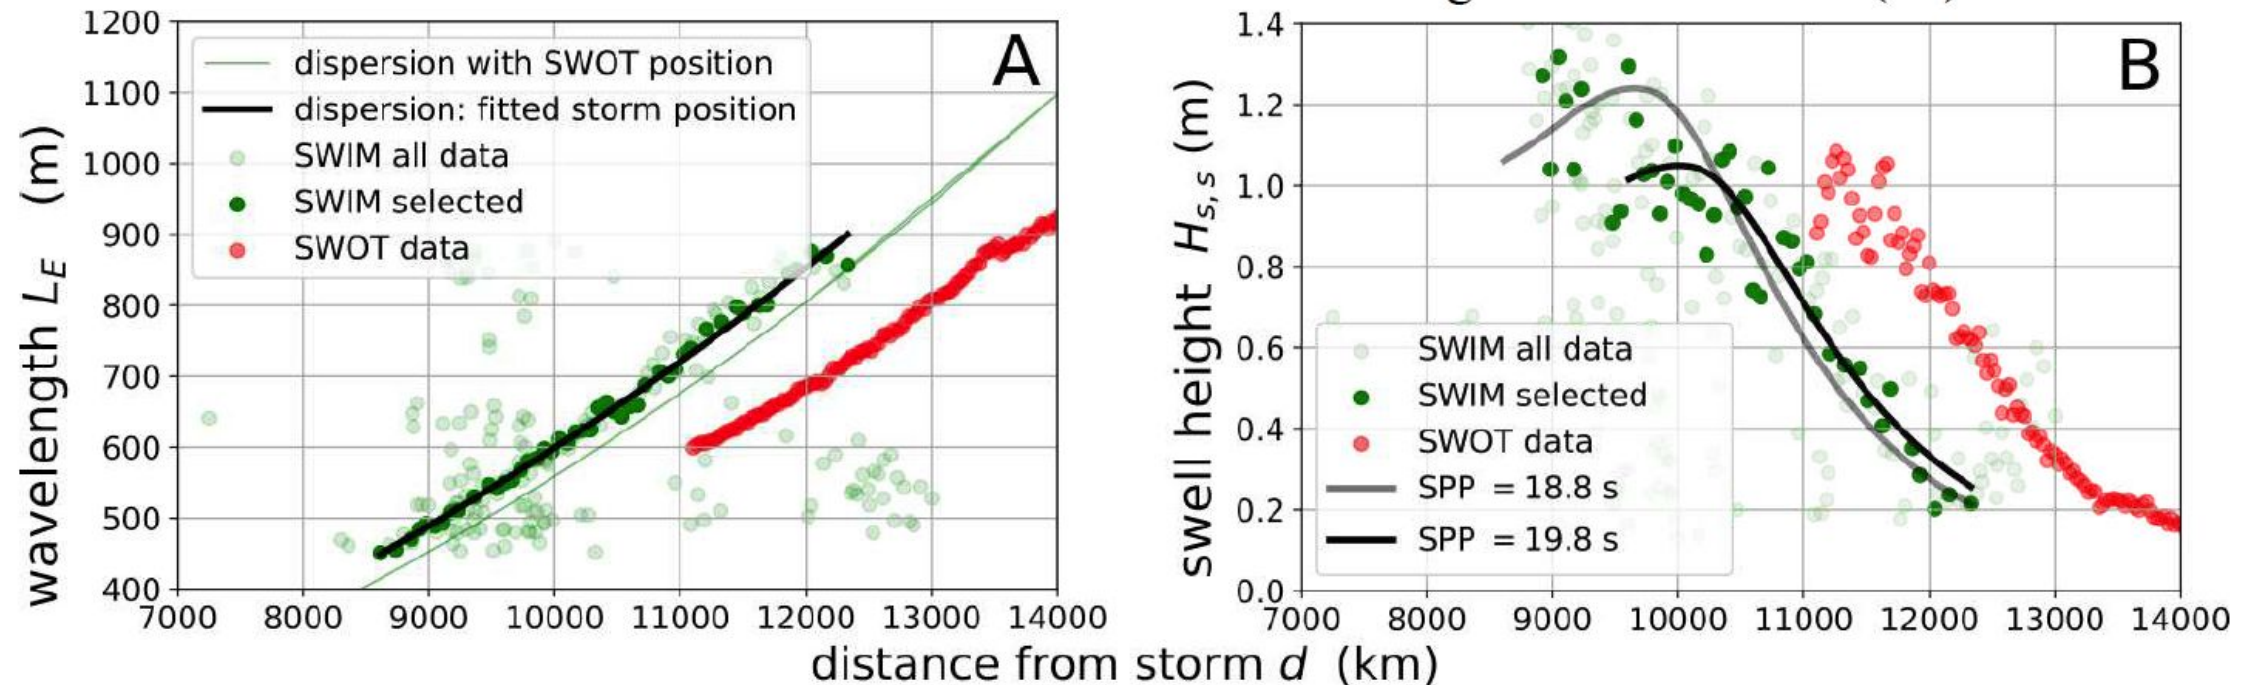 1200
1100
1000
900
800
700
600
500
400
wavelength L_E (m)
dispersion with SWOT position
dispersion: fitted storm position
SWIM all data
SWIM selected
SWOT data
A
7000 8000 9000 10000 11000 12000 13000 14000
1.4
1.2
1.0
0.8
0.6
0.4
0.2
0.0
swell height H_{s,s} (m)
B
SWIM all data
SWIM selected
SWOT data
SPP = 18.8 s
SPP = 19.8 s
7000 8000 9000 10000 11000 12000 13000 14000
distance from storm d (km)